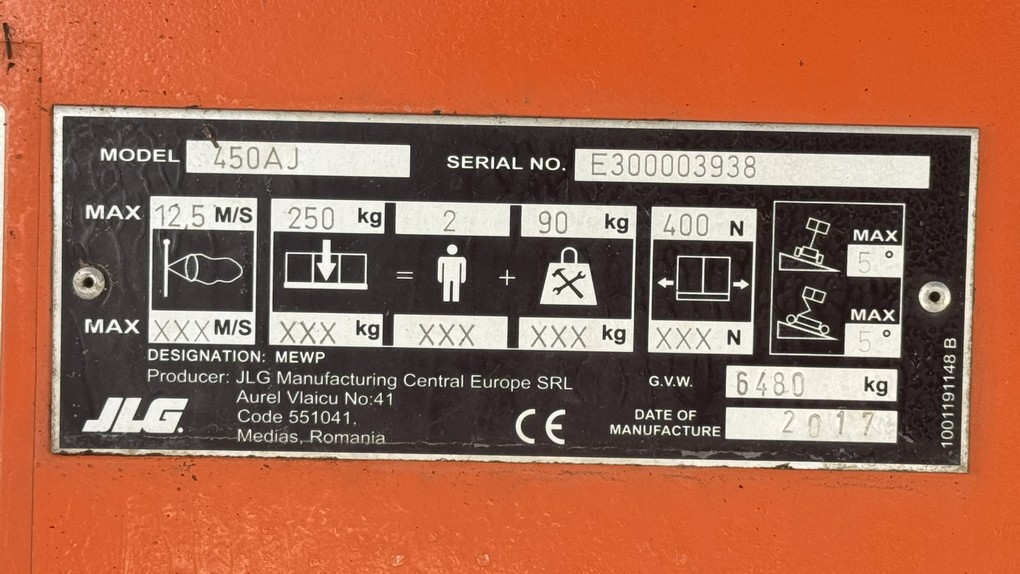 MODEL 450AJ SERIAL NO. E300003938
MAX 12,5 M/S 250 kg 2 90 kg 400 N MAX 5 °
= +
MAX XXX M/S XXX kg XXX XXX kg XXX N MAX 5 °
DESIGNATION: MEWP
Producer: JLG Manufacturing Central Europe SRL
Aurel Vlaicu No:41
Code 551041,
Medias, Romania
JLG.
CE
G.V.W. 6480 kg
DATE OF
MANUFACTURE 2017
1001191148 B